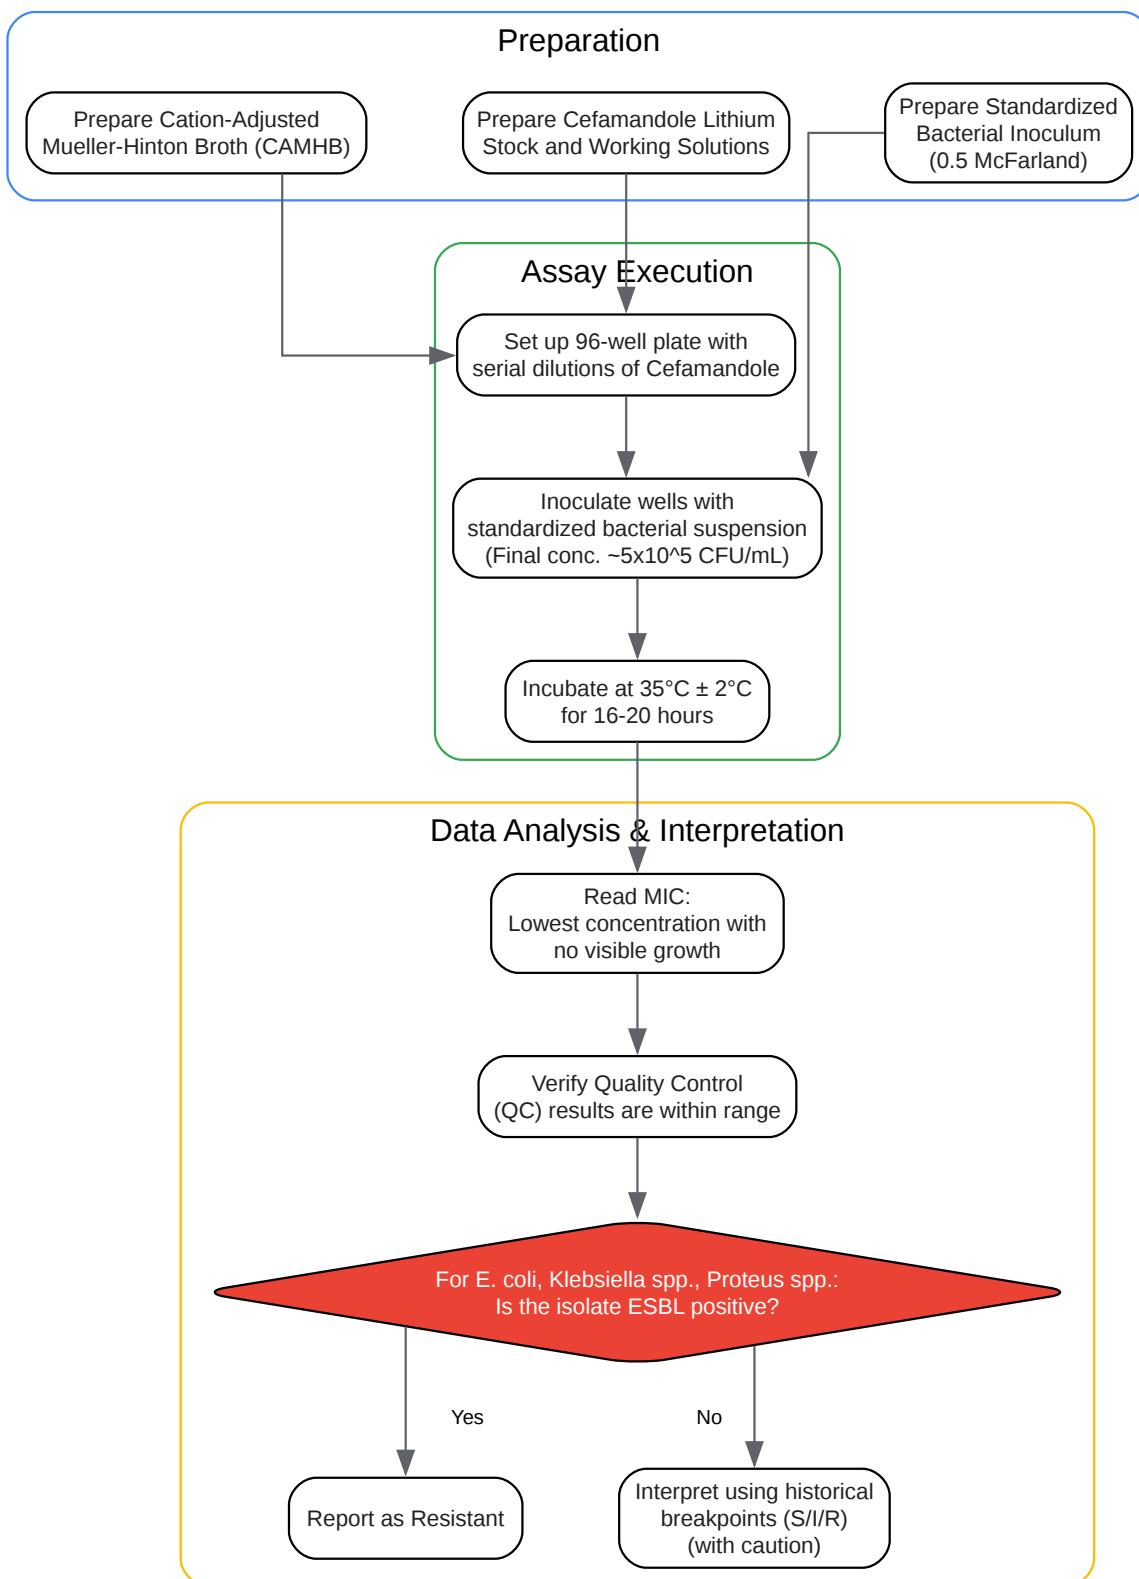 Preparation
Prepare Cation-Adjusted
Mueller-Hinton Broth (CAMHB)
Prepare Cefamandole Lithium
Stock and Working Solutions
Prepare Standardized
Bacterial Inoculum
(0.5 McFarland)
Assay Execution
Set up 96-well plate with
serial dilutions of Cefamandole
Inoculate wells with
standardized bacterial suspension
(Final conc. ~5x10^5 CFU/mL)
Incubate at 35°C ± 2°C
for 16-20 hours
Data Analysis & Interpretation
Read MIC:
Lowest concentration with
no visible growth
Verify Quality Control
(QC) results are within range
For E. coli, Klebsiella spp., Proteus spp.:
Is the isolate ESBL positive?
Yes
No
Report as Resistant
Interpret using historical
breakpoints (S/I/R)
(with caution)